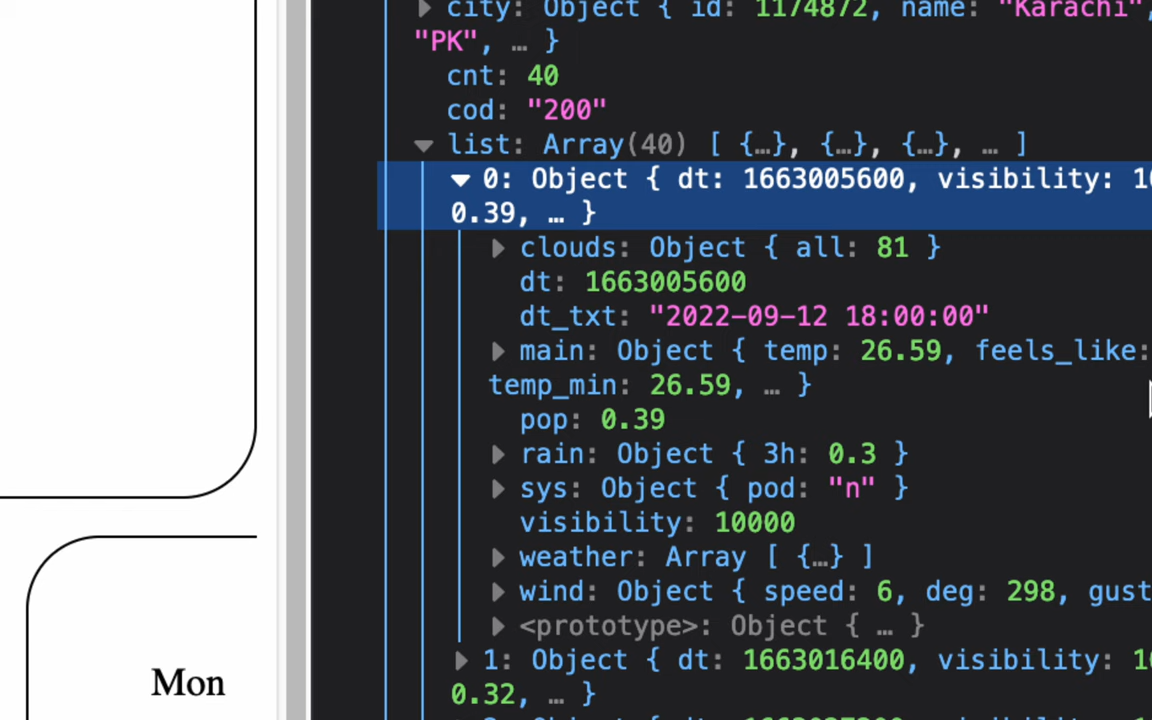 city: Object { id: 1174872, name: "Karachi",
"PK", … }
cnt: 40
cod: "200"
list: Array(40) [ {…}, {…}, {…}, … ]
0: Object { dt: 1663005600, visibility: 10
0.39, … }
clouds: Object { all: 81 }
dt: 1663005600
dt_txt: "2022-09-12 18:00:00"
main: Object { temp: 26.59, feels_like:
temp_min: 26.59, … }
pop: 0.39
rain: Object { 3h: 0.3 }
sys: Object { pod: "n" }
visibility: 10000
weather: Array [ {…} ]
wind: Object { speed: 6, deg: 298, gust
<prototype>: Object { … }
1: Object { dt: 1663016400, visibility: 10
0.32, … }
Mon